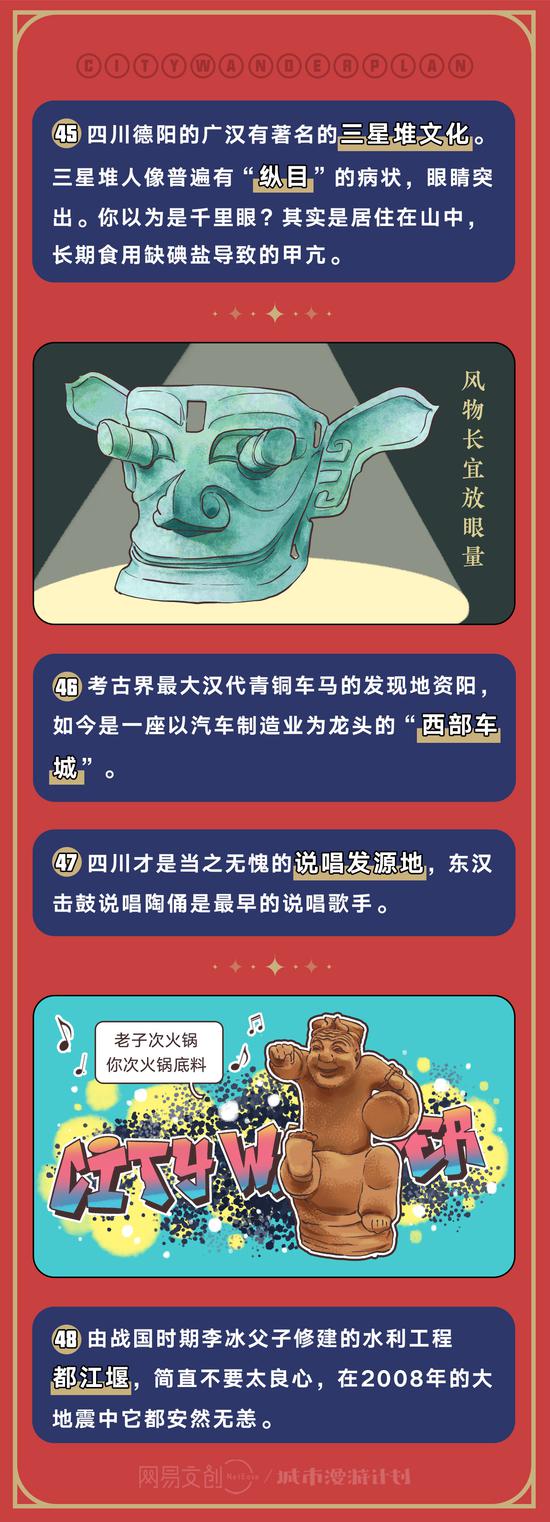 CITYWANDERPLAN
45 四川德阳的广汉有著名的三星堆文化。
三星堆人像普遍有“纵目”的病状，眼睛突
出。你以为是千里眼？其实是居住在山中，
长期食用缺碘盐导致的甲亢。
风物长宜放眼量
46 考古界最大汉代青铜车马的发现地资阳，
如今是一座以汽车制造业为龙头的“西部车
城”。
47 四川才是当之无愧的说唱发源地，东汉
击鼓说唱陶俑是最早的说唱歌手。
老子次火锅
你次火锅底料
CITY W ER
48 由战国时期李冰父子修建的水利工程
都江堰，简直不要太良心，在2008年的大
地震中它都安然无恙。
网易文创 NetEase / 城市漫游计划